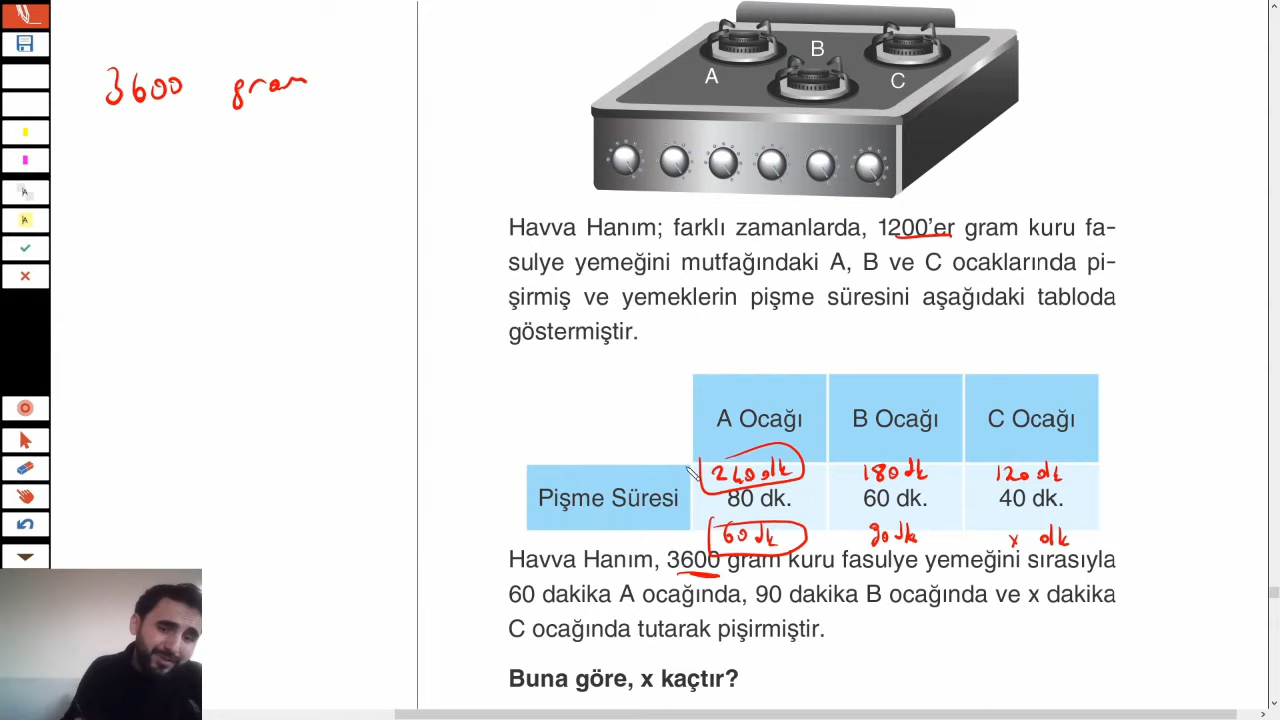 3600 gram
A
B
C
Havva Hanım; farklı zamanlarda, 1200'er gram kuru fa-
sulye yemeğini mutfağındaki A, B ve C ocaklarında pi-
şirmiş ve yemeklerin pişme süresini aşağıdaki tabloda
göstermiştir.
A Ocağı B Ocağı C Ocağı
240 dk 180 dk 120 dk
Pişme Süresi 80 dk. 60 dk. 40 dk.
60 dk 90 dk x dk
Havva Hanım, 3600 gram kuru fasulye yemeğini sırasıyla
60 dakika A ocağında, 90 dakika B ocağında ve x dakika
C ocağında tutarak pişirmiştir.
Buna göre, x kaçtır?